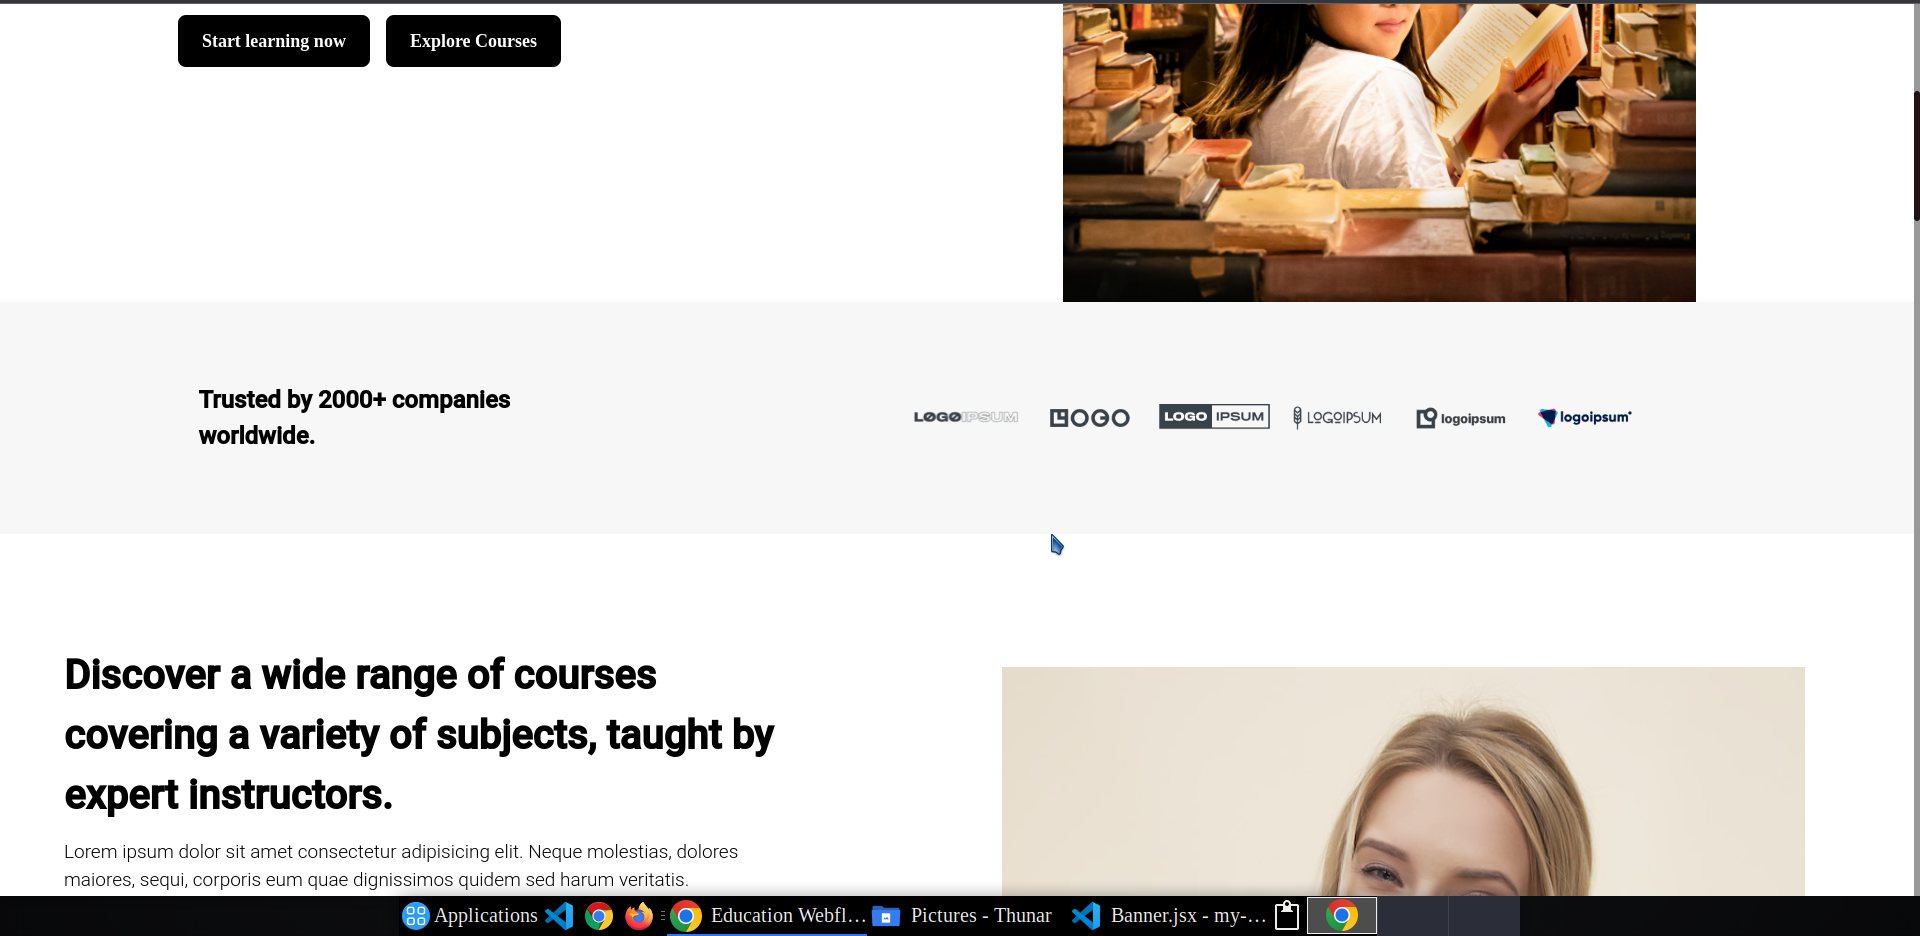 Start learning now
Explore Courses
Trusted by 2000+ companies
worldwide.
LOGOIPSUM
LOGO
LOGO IPSUM
LOGOIPSUM
logoipsum
logoipsum
Discover a wide range of courses
covering a variety of subjects, taught by
expert instructors.
Lorem ipsum dolor sit amet consectetur adipisicing elit. Neque molestias, dolores
maiores, sequi, corporis eum quae dignissimos quidem sed harum veritatis.
Applications
Education Webfl...
Pictures - Thunar
Banner.jsx - my-...